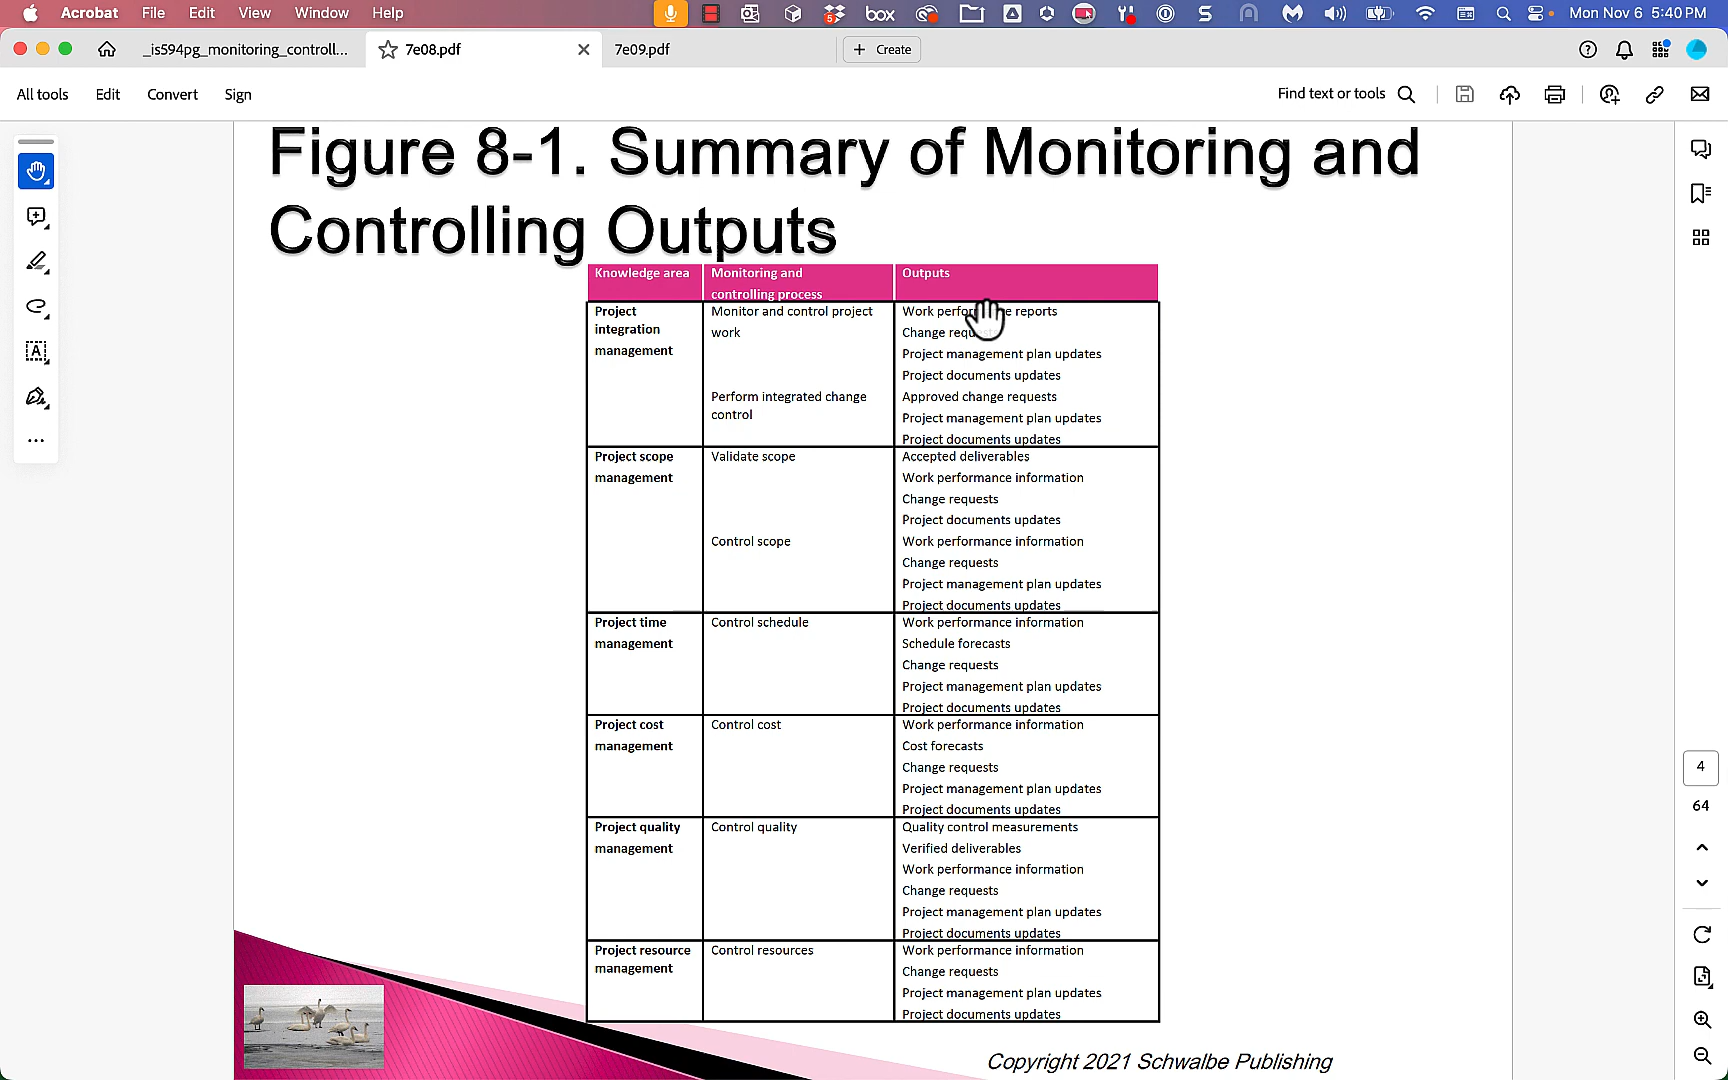 Acrobat File Edit View Window Help
5
box
Mon Nov 6 5:40 PM
_is594pg_monitoring_controll...
7e08.pdf
7e09.pdf
+ Create
All tools Edit Convert Sign
Find text or tools
Figure 8-1. Summary of Monitoring and
Controlling Outputs
Knowledge area
Monitoring and
controlling process
Outputs
Project
integration
management
Monitor and control project
work
Work reports
Change
Project management plan updates
Project documents updates
Perform integrated change
control
Approved change requests
Project management plan updates
Project documents updates
Project scope
management
Validate scope
Accepted deliverables
Work performance information
Change requests
Project documents updates
Control scope
Work performance information
Change requests
Project management plan updates
Project documents updates
Project time
management
Control schedule
Work performance information
Schedule forecasts
Change requests
Project management plan updates
Project documents updates
Project cost
management
Control cost
Work performance information
Cost forecasts
Change requests
Project management plan updates
Project documents updates
Project quality
management
Control quality
Quality control measurements
Verified deliverables
Work performance information
Change requests
Project management plan updates
Project documents updates
Project resource
management
Control resources
Work performance information
Change requests
Project management plan updates
Project documents updates
Copyright 2021 Schwalbe Publishing
4
64